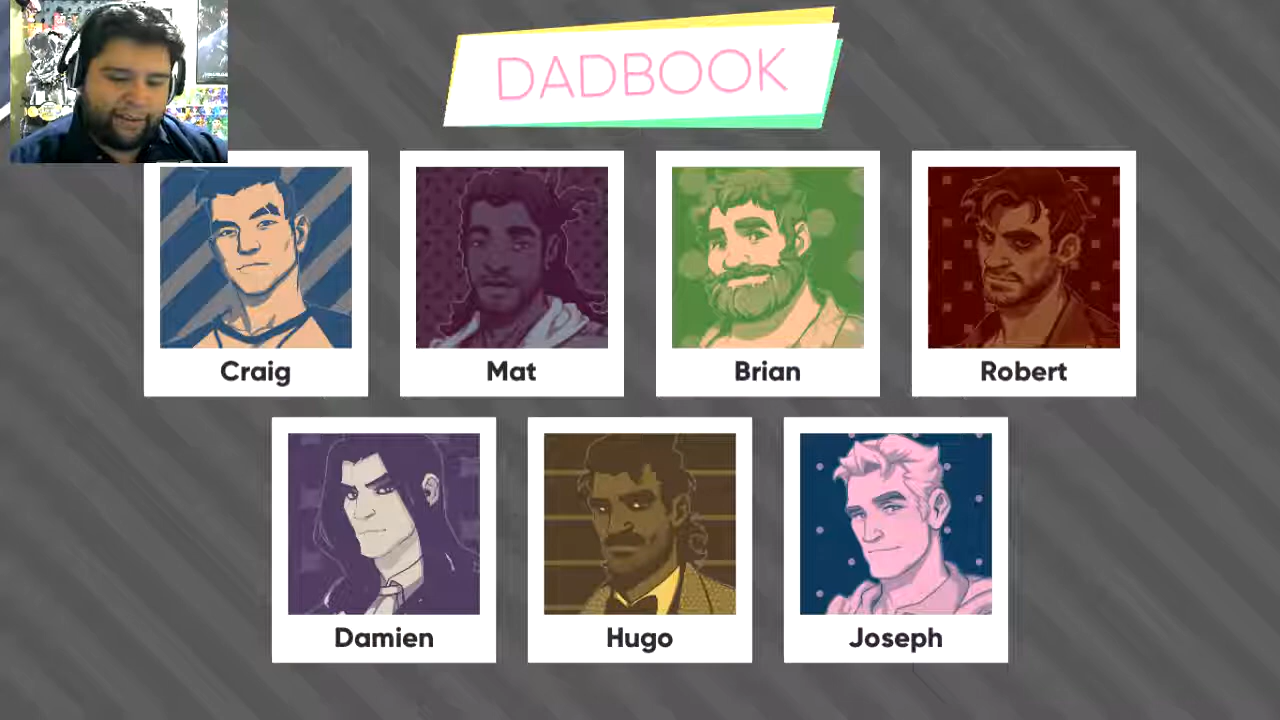 DADBOOK
Craig
Mat
Brian
Robert
Damien
Hugo
Joseph